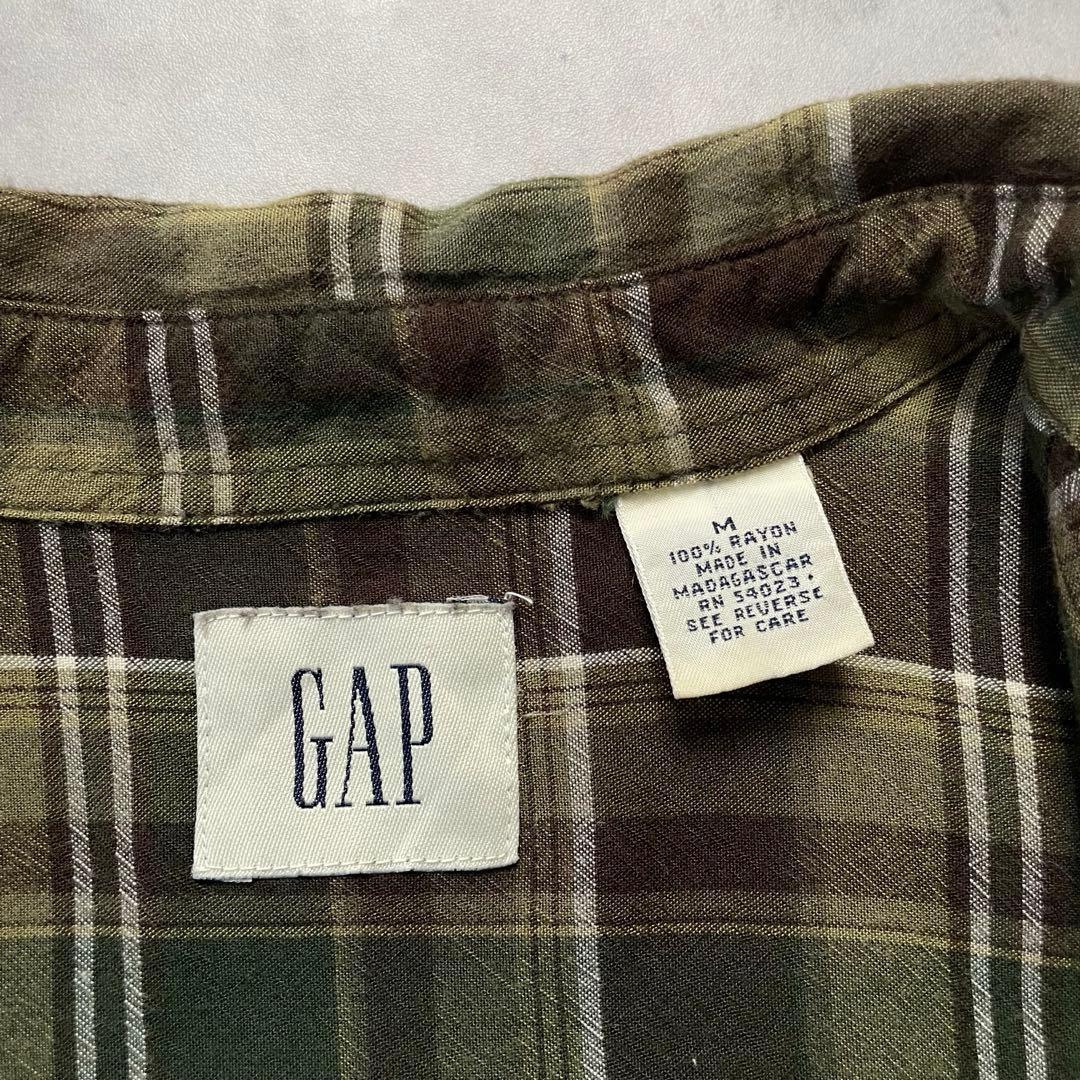 GAP
M
100% RAYON
MADE IN
MADAGASCAR
RN 54023
SEE REVERSE
FOR CARE